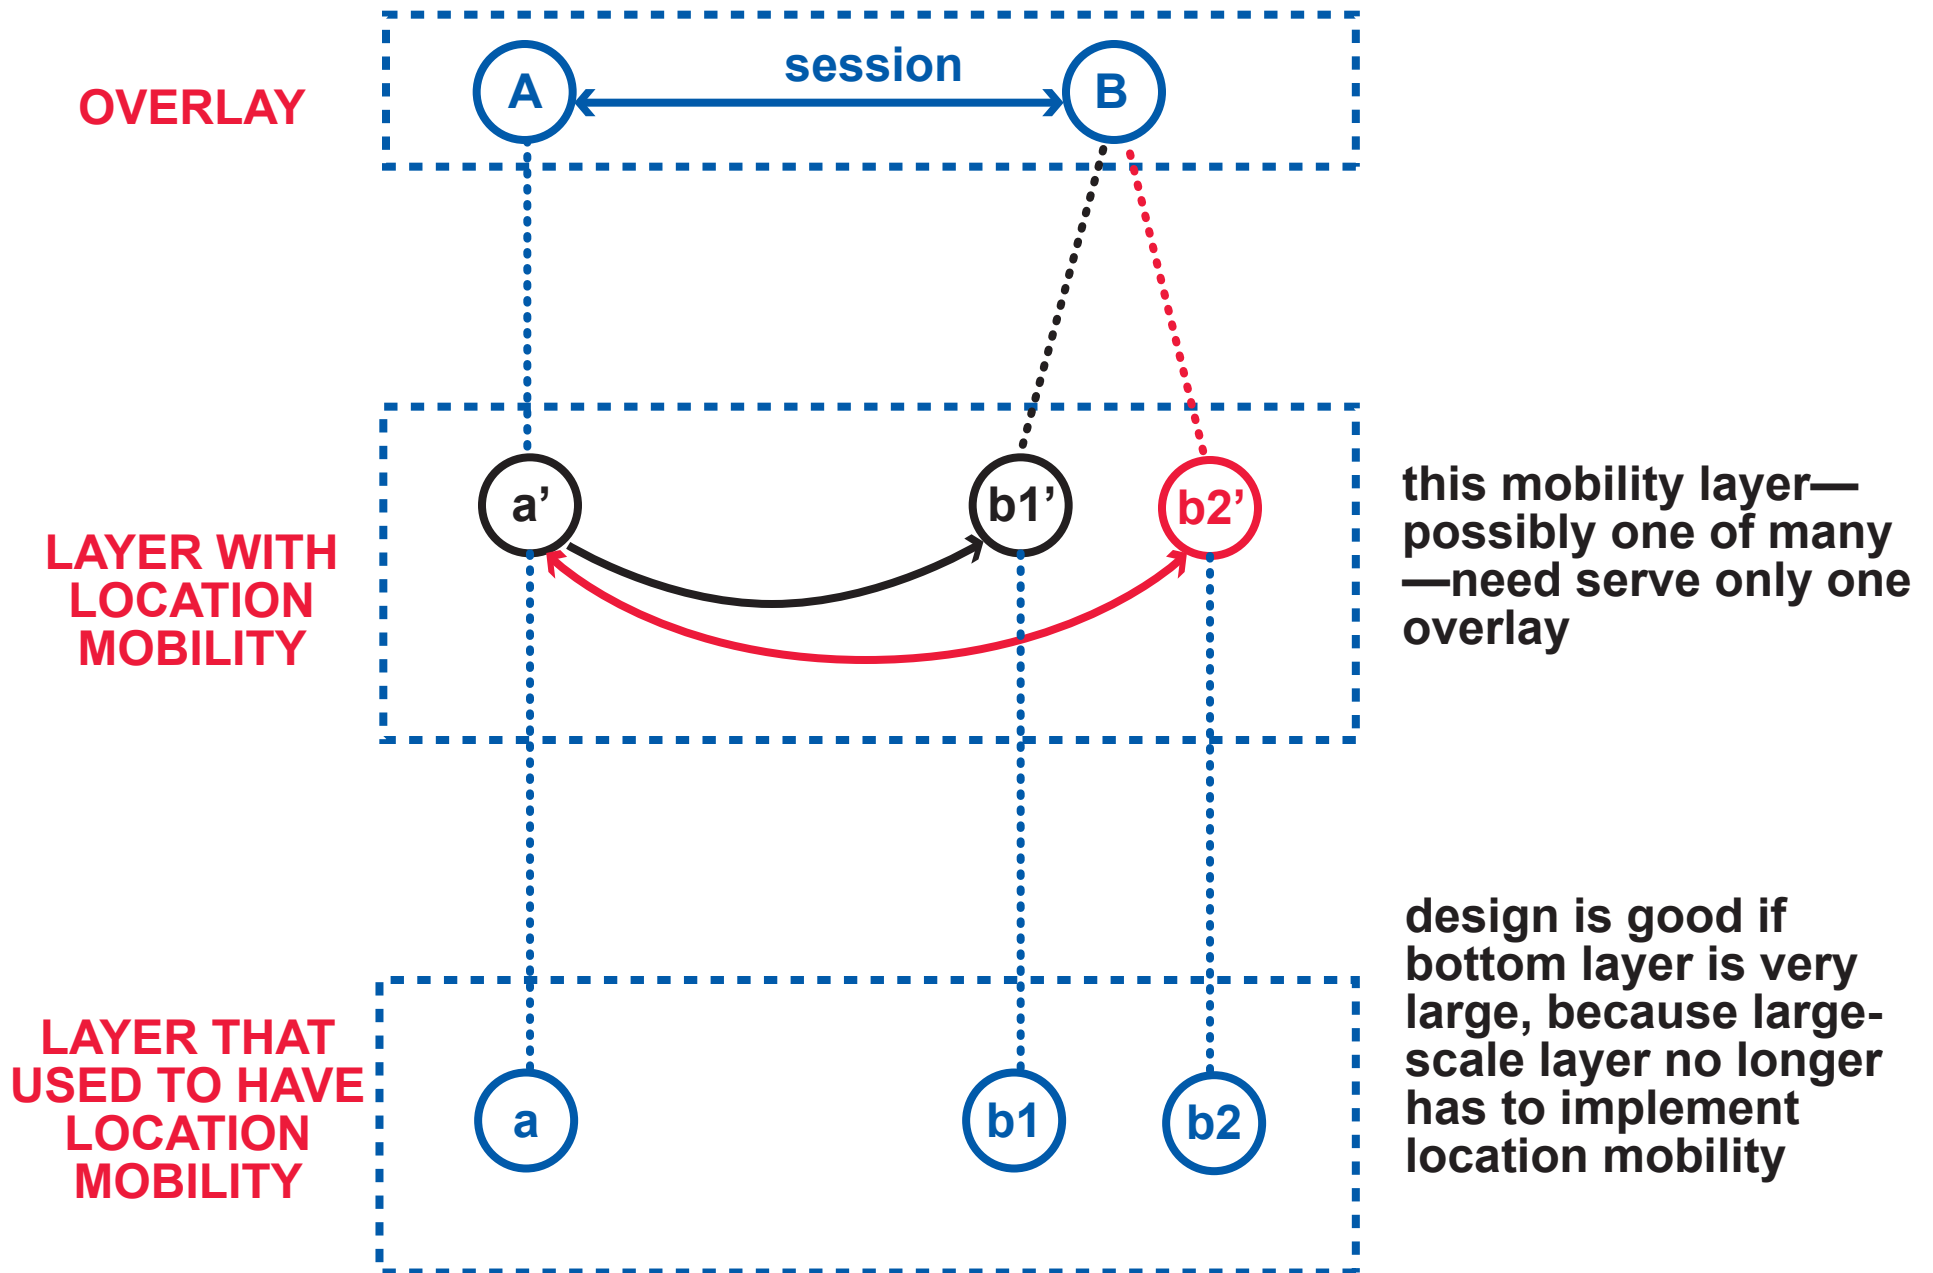 OVERLAY
A
session
B
LAYER WITH
LOCATION
MOBILITY
a’
b1’
b2’
this mobility layer—
possibly one of many
—need serve only one
overlay
LAYER THAT
USED TO HAVE
LOCATION
MOBILITY
a
b1
b2
design is good if
bottom layer is very
large, because large-
scale layer no longer
has to implement
location mobility